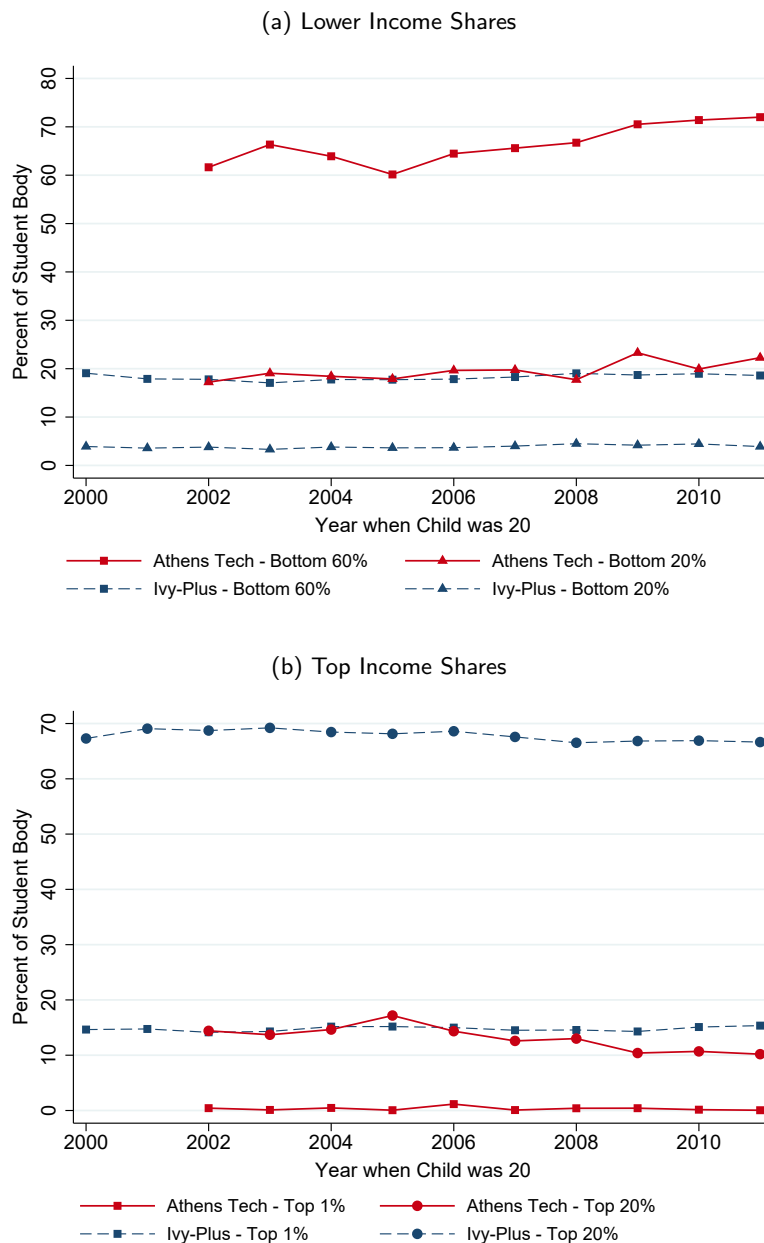 (a) Lower Income Shares
80
70
60
50
40
30
20
10
0
Percent of Student Body
2000 2002 2004 2006 2008 2010
Year when Child was 20
Athens Tech - Bottom 60% Athens Tech - Bottom 20%
Ivy-Plus - Bottom 60% Ivy-Plus - Bottom 20%
(b) Top Income Shares
70
60
50
40
30
20
10
0
Percent of Student Body
2000 2002 2004 2006 2008 2010
Year when Child was 20
Athens Tech - Top 1% Athens Tech - Top 20%
Ivy-Plus - Top 1% Ivy-Plus - Top 20%